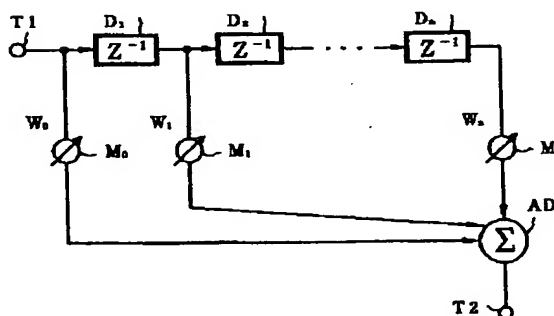 T1 D₁ D₂ Dₙ
Z⁻¹ Z⁻¹ ··· Z⁻¹
W₀ W₁ Wₙ
M₀ M₁ M
AD
Σ
T2